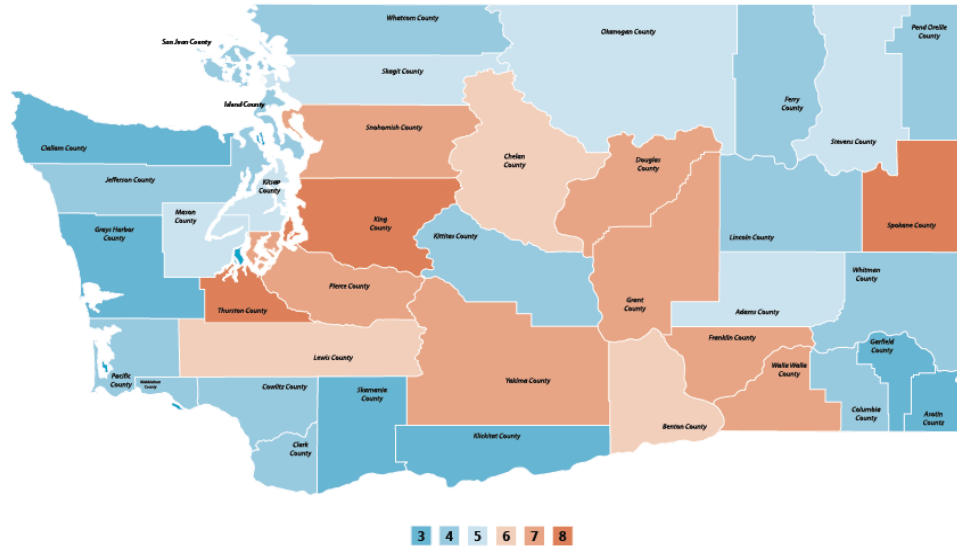 Whatcom County
Okanogan County
Pend Oreille
County
San Juan County
Skagit County
Ferry
County
Island County
Snohomish County
Stevens County
Clallam County
Chelan
County
Douglas
County
Jefferson County
Kitsap
County
Mason
County
King
County
Spokane County
Grays Harbor
County
Kittitas County
Lincoln County
Whitman
County
Pierce County
Grant
County
Thurston County
Adams County
Franklin County
Garfield
County
Lewis County
Walla Walla
County
Pacific
County
Wahkiakum
County
Cowlitz County
Skamania
County
Yakima County
Columbia
County
Asotin
County
Benton County
Klickitat County
Clark
County
3 4 5 6 7 8